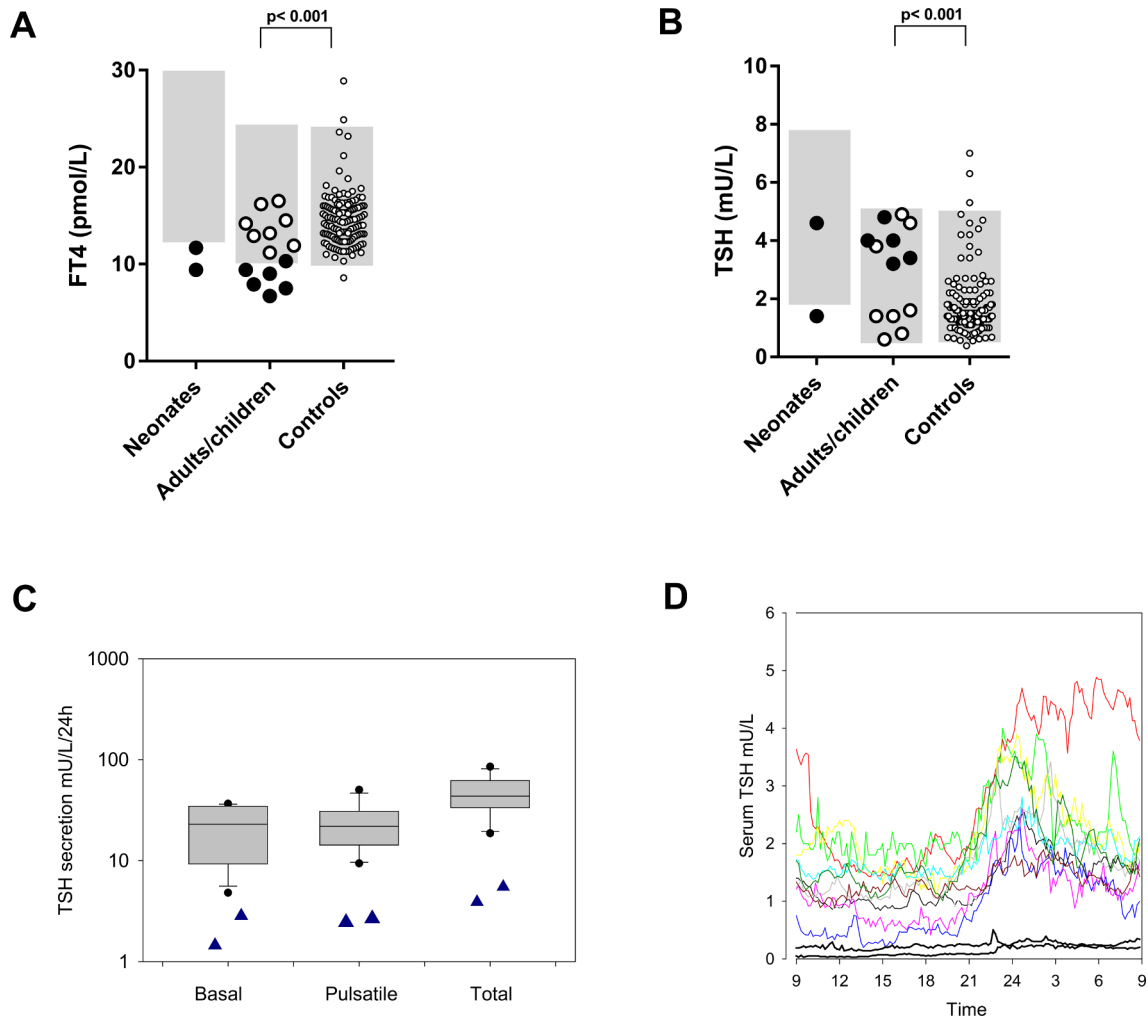 A
p< 0.001
FT4 (pmol/L)
30
20
10
0
Neonates
Adults/children
Controls
B
p< 0.001
TSH (mU/L)
10
8
6
4
2
0
Neonates
Adults/children
Controls
C
TSH secretion mU/L/24h
1000
100
10
1
Basal
Pulsatile
Total
D
Serum TSH mU/L
6
5
4
3
2
1
0
9
12
15
18
21
24
3
6
9
Time